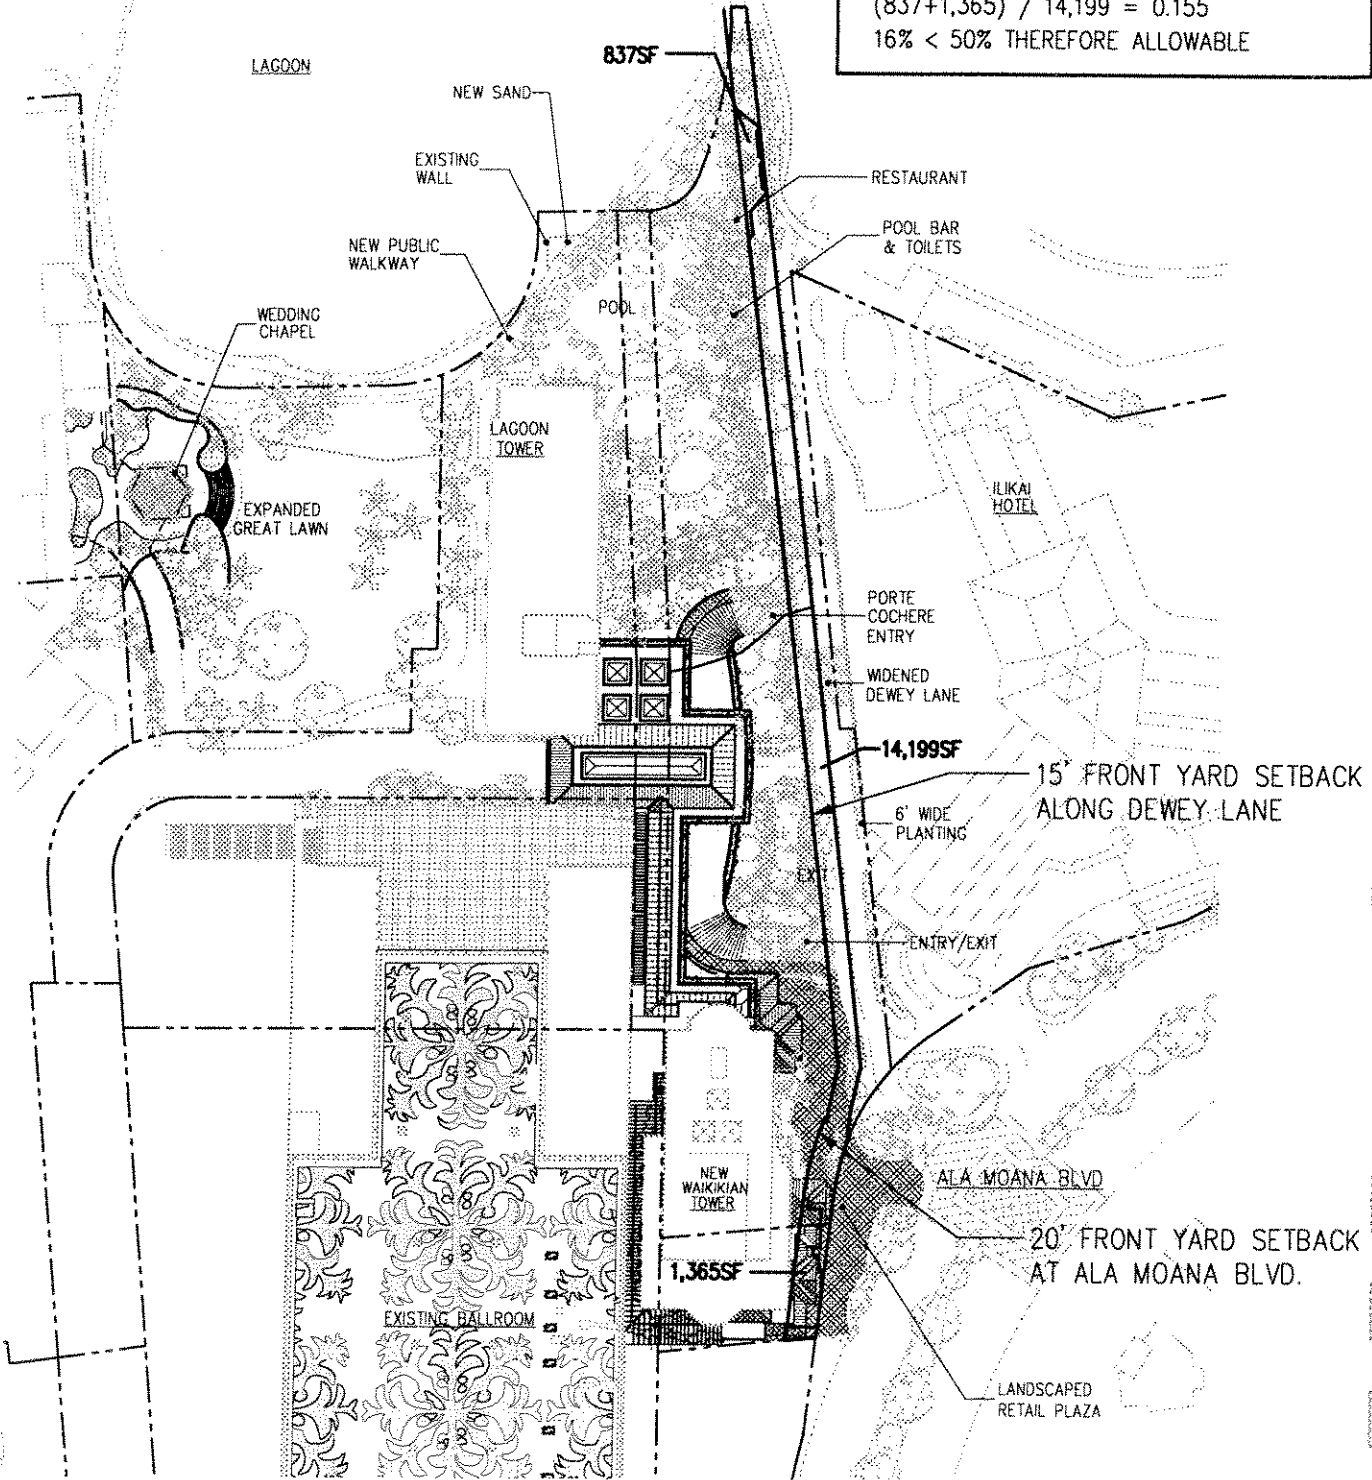 (837+1,365) / 14,199 = 0.155
16% < 50% THEREFORE ALLOWABLE
837SF
LAGOON
NEW SAND
EXISTING
WALL
RESTAURANT
POOL BAR
& TOILETS
NEW PUBLIC
WALKWAY
POOL
WEDDING
CHAPEL
LAGOON
TOWER
ILIKAI
HOTEL
EXPANDED
GREAT LAWN
PORTE
COCHERE
ENTRY
WIDENED
DEWEY LANE
14,199SF
15' FRONT YARD SETBACK
ALONG DEWEY LANE
6' WIDE
PLANTING
EXIT
ENTRY/EXIT
NEW
WAIKIKIAN
TOWER
ALA MOANA BLVD
20' FRONT YARD SETBACK
AT ALA MOANA BLVD.
1,365SF
EXISTING BALLROOM
LANDSCAPED
RETAIL PLAZA